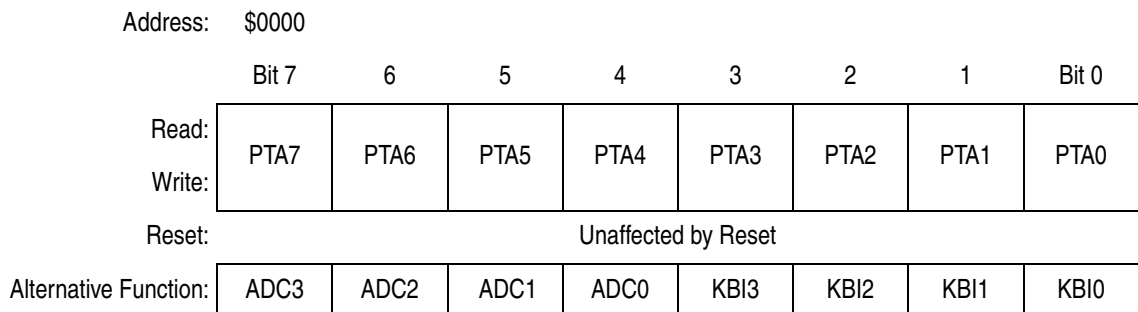 Address: $0000
Bit 7 6 5 4 3 2 1 Bit 0
Read:
PTA7 PTA6 PTA5 PTA4 PTA3 PTA2 PTA1 PTA0
Write:
Reset: Unaffected by Reset
Alternative Function: ADC3 ADC2 ADC1 ADC0 KBI3 KBI2 KBI1 KBI0